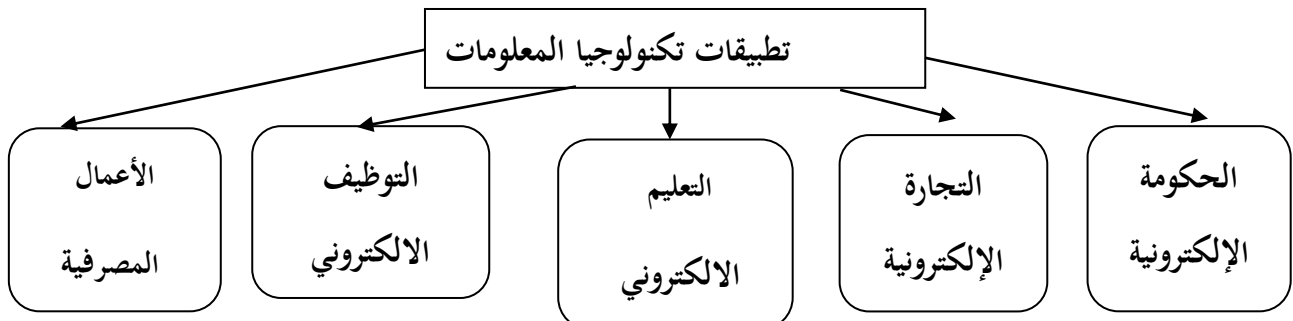 تطبيقات تكنولوجيا المعلومات
الحكومة
الإلكترونية
التجارة
الإلكترونية
التعليم
الالكتروني
التوظيف
الالكتروني
الأعمال
المصرفية